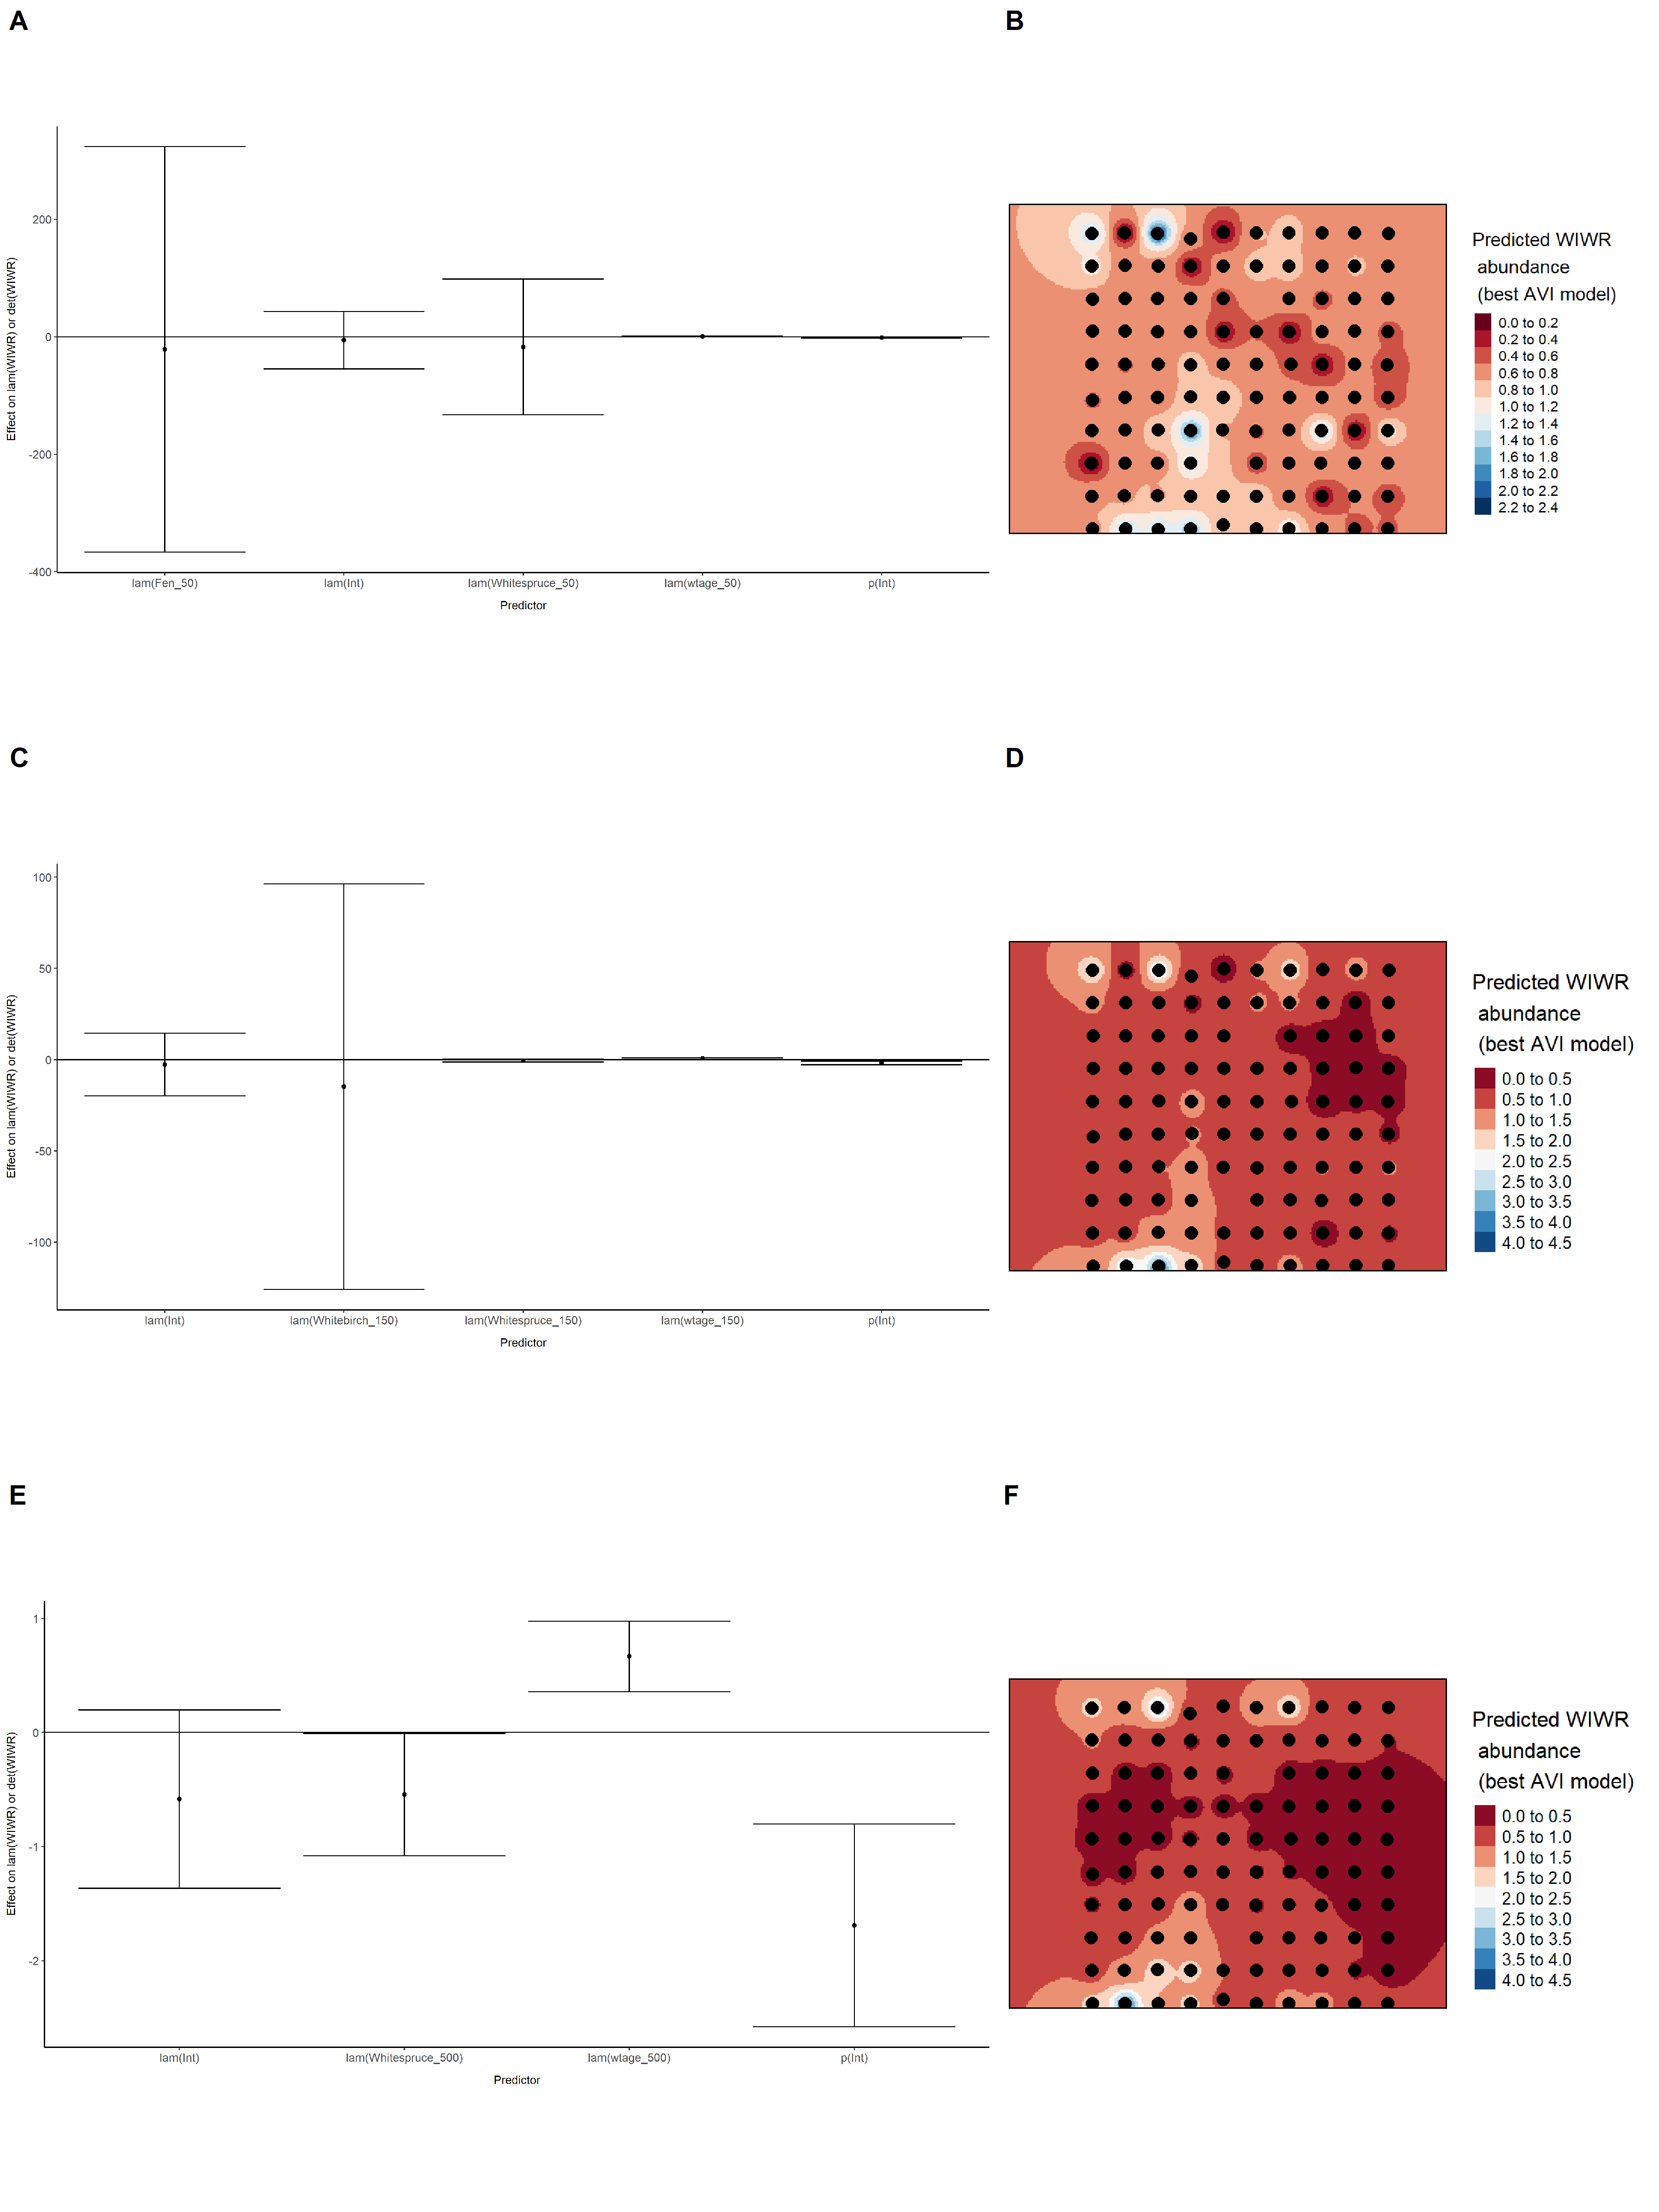 A
B
200
0
-200
-400
Effect on lam(WIWR) or det(WIWR)
lam(Fen_50)
lam(Int)
lam(Whitespruce_50)
lam(wtage_50)
p(Int)
Predictor
Predicted WIWR
abundance
(best AVI model)
0.0 to 0.2
0.2 to 0.4
0.4 to 0.6
0.6 to 0.8
0.8 to 1.0
1.0 to 1.2
1.2 to 1.4
1.4 to 1.6
1.6 to 1.8
1.8 to 2.0
2.0 to 2.2
2.2 to 2.4
C
D
100
50
0
-50
-100
Effect on lam(WIWR) or det(WIWR)
lam(Int)
lam(Whitebirch_150)
lam(Whitespruce_150)
lam(wtage_150)
p(Int)
Predictor
Predicted WIWR
abundance
(best AVI model)
0.0 to 0.5
0.5 to 1.0
1.0 to 1.5
1.5 to 2.0
2.0 to 2.5
2.5 to 3.0
3.0 to 3.5
3.5 to 4.0
4.0 to 4.5
E
F
1
0
-1
-2
Effect on lam(WIWR) or det(WIWR)
lam(Int)
lam(Whitespruce_500)
lam(wtage_500)
p(Int)
Predictor
Predicted WIWR
abundance
(best AVI model)
0.0 to 0.5
0.5 to 1.0
1.0 to 1.5
1.5 to 2.0
2.0 to 2.5
2.5 to 3.0
3.0 to 3.5
3.5 to 4.0
4.0 to 4.5